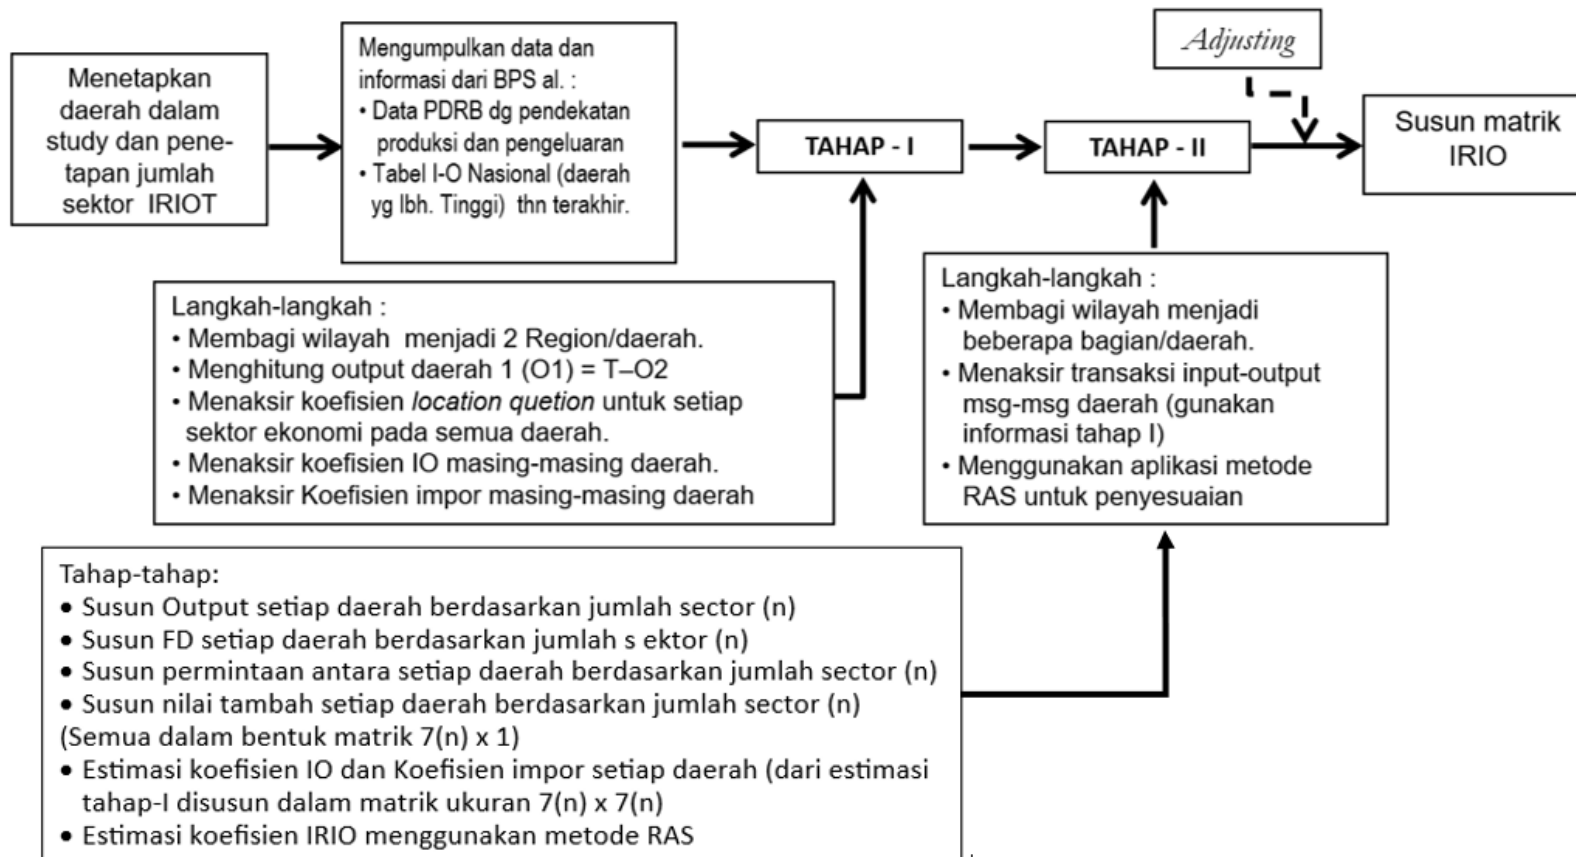 Menetapkan
daerah dalam
study dan pene-
tapan jumlah
sektor IRIOT
Mengumpulkan data dan
informasi dari BPS al. :
• Data PDRB dg pendekatan
produksi dan pengeluaran
• Tabel I-O Nasional (daerah
yg lbh. Tinggi) thn terakhir.
TAHAP - I
TAHAP - II
Adjusting
Susun matrik
IRIO
Langkah-langkah :
• Membagi wilayah menjadi 2 Region/daerah.
• Menghitung output daerah 1 (O1) = T–O2
• Menaksir koefisien location quetion untuk setiap
sektor ekonomi pada semua daerah.
• Menaksir koefisien IO masing-masing daerah.
• Menaksir Koefisien impor masing-masing daerah
Langkah-langkah :
• Membagi wilayah menjadi
beberapa bagian/daerah.
• Menaksir transaksi input-output
msg-msg daerah (gunakan
informasi tahap I)
• Menggunakan aplikasi metode
RAS untuk penyesuaian
Tahap-tahap:
• Susun Output setiap daerah berdasarkan jumlah sector (n)
• Susun FD setiap daerah berdasarkan jumlah s ektor (n)
• Susun permintaan antara setiap daerah berdasarkan jumlah sector (n)
• Susun nilai tambah setiap daerah berdasarkan jumlah sector (n)
(Semua dalam bentuk matrik 7(n) x 1)
• Estimasi koefisien IO dan Koefisien impor setiap daerah (dari estimasi
tahap-I disusun dalam matrik ukuran 7(n) x 7(n)
• Estimasi koefisien IRIO menggunakan metode RAS